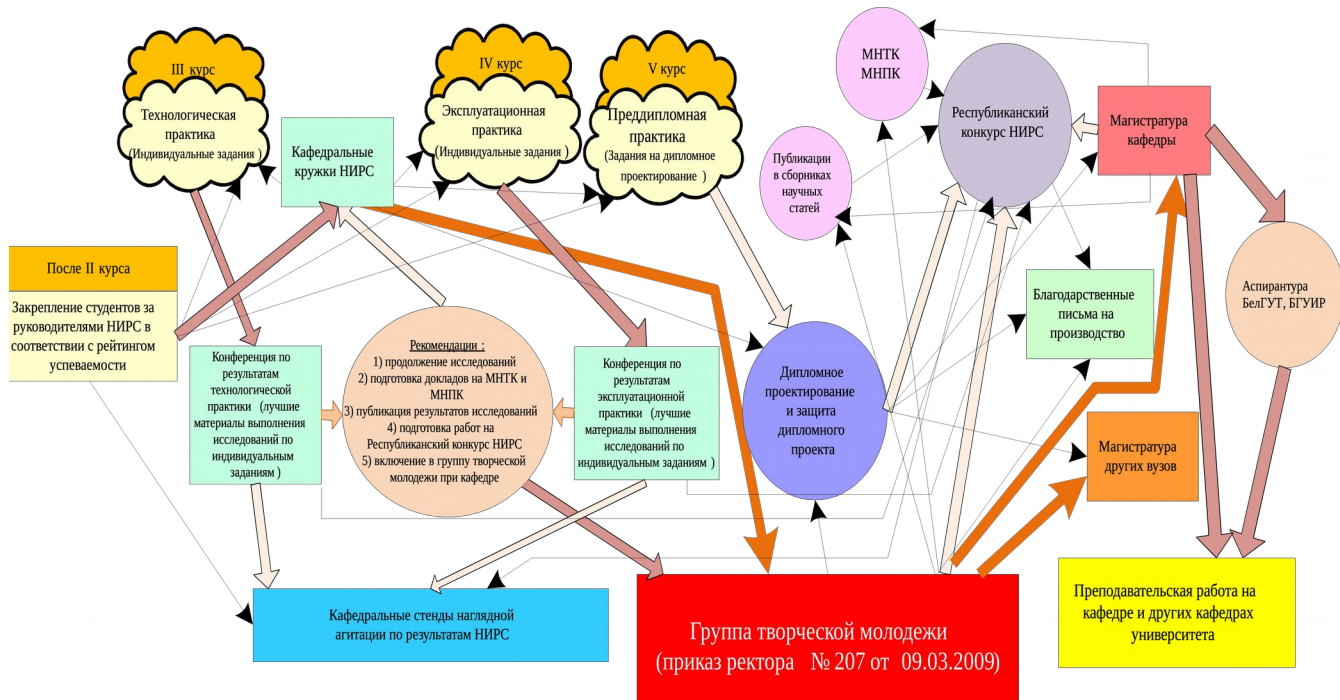 III курс
Технологическая
практика
(Индивидуальные задания )
Кафедральные
кружки НИРС
IV курс
Эксплуатационная
практика
(Индивидуальные задания )
V курс
Преддипломная
практика
(Задания на дипломное
проектирование )
МНТК
МНПК
Публикации
в сборниках
научных
статей
Республиканский
конкурс НИРС
Магистратура
кафедры
После II курса
Закрепление студентов за
руководителями НИРС в
соответствии с рейтингом
успеваемости
Конференция по
результатам
технологической
практики (лучшие
материалы выполнения
исследований по
индивидуальным
заданиям )
Рекомендации :
1) продолжение исследований
2) подготовка докладов на МНТК и
МНПК
3) публикация результатов исследований
4) подготовка работ на
Республиканский конкурс НИРС
5) включение в группу творческой
молодежи при кафедре
Конференция по
результатам
эксплуатационной
практики (лучшие
материалы выполнения
исследований по
индивидуальным заданиям )
Дипломное
проектирование
и защита
дипломного
проекта
Благодарственные
письма на
производство
Аспирантура
БелГУТ, БГУИР
Магистратура
других вузов
Кафедральные стенды наглядной
агитации по результатам НИРС
Группа творческой молодежи
(приказ ректора № 207 от 09.03.2009)
Преподавательская работа на
кафедре и других кафедрах
университета